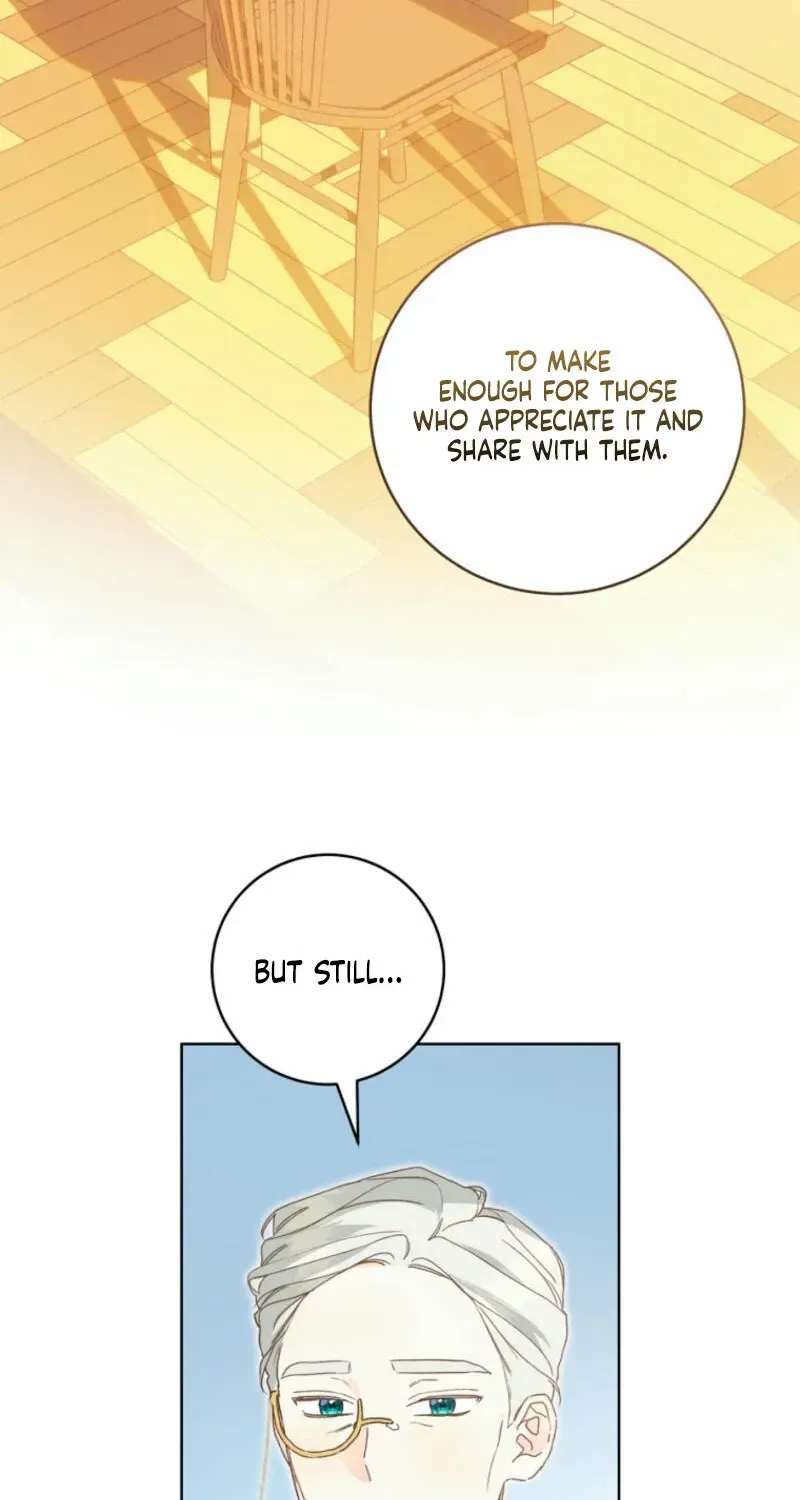 TO MAKE
ENOUGH FOR THOSE
WHO APPRECIATE IT AND
SHARE WITH THEM.
BUT STILL...